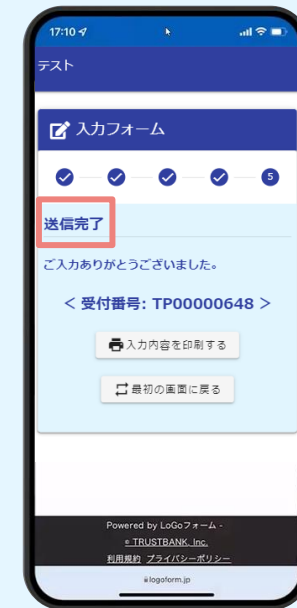 17:10
テスト
入力フォーム
5
送信完了
ご入力ありがとうございました。
< 受付番号: TP00000648 >
入力内容を印刷する
最初の画面に戻る
Powered by LoGoフォーム -
© TRUSTBANK, Inc.
利用規約 プライバシーポリシー
logoform.jp